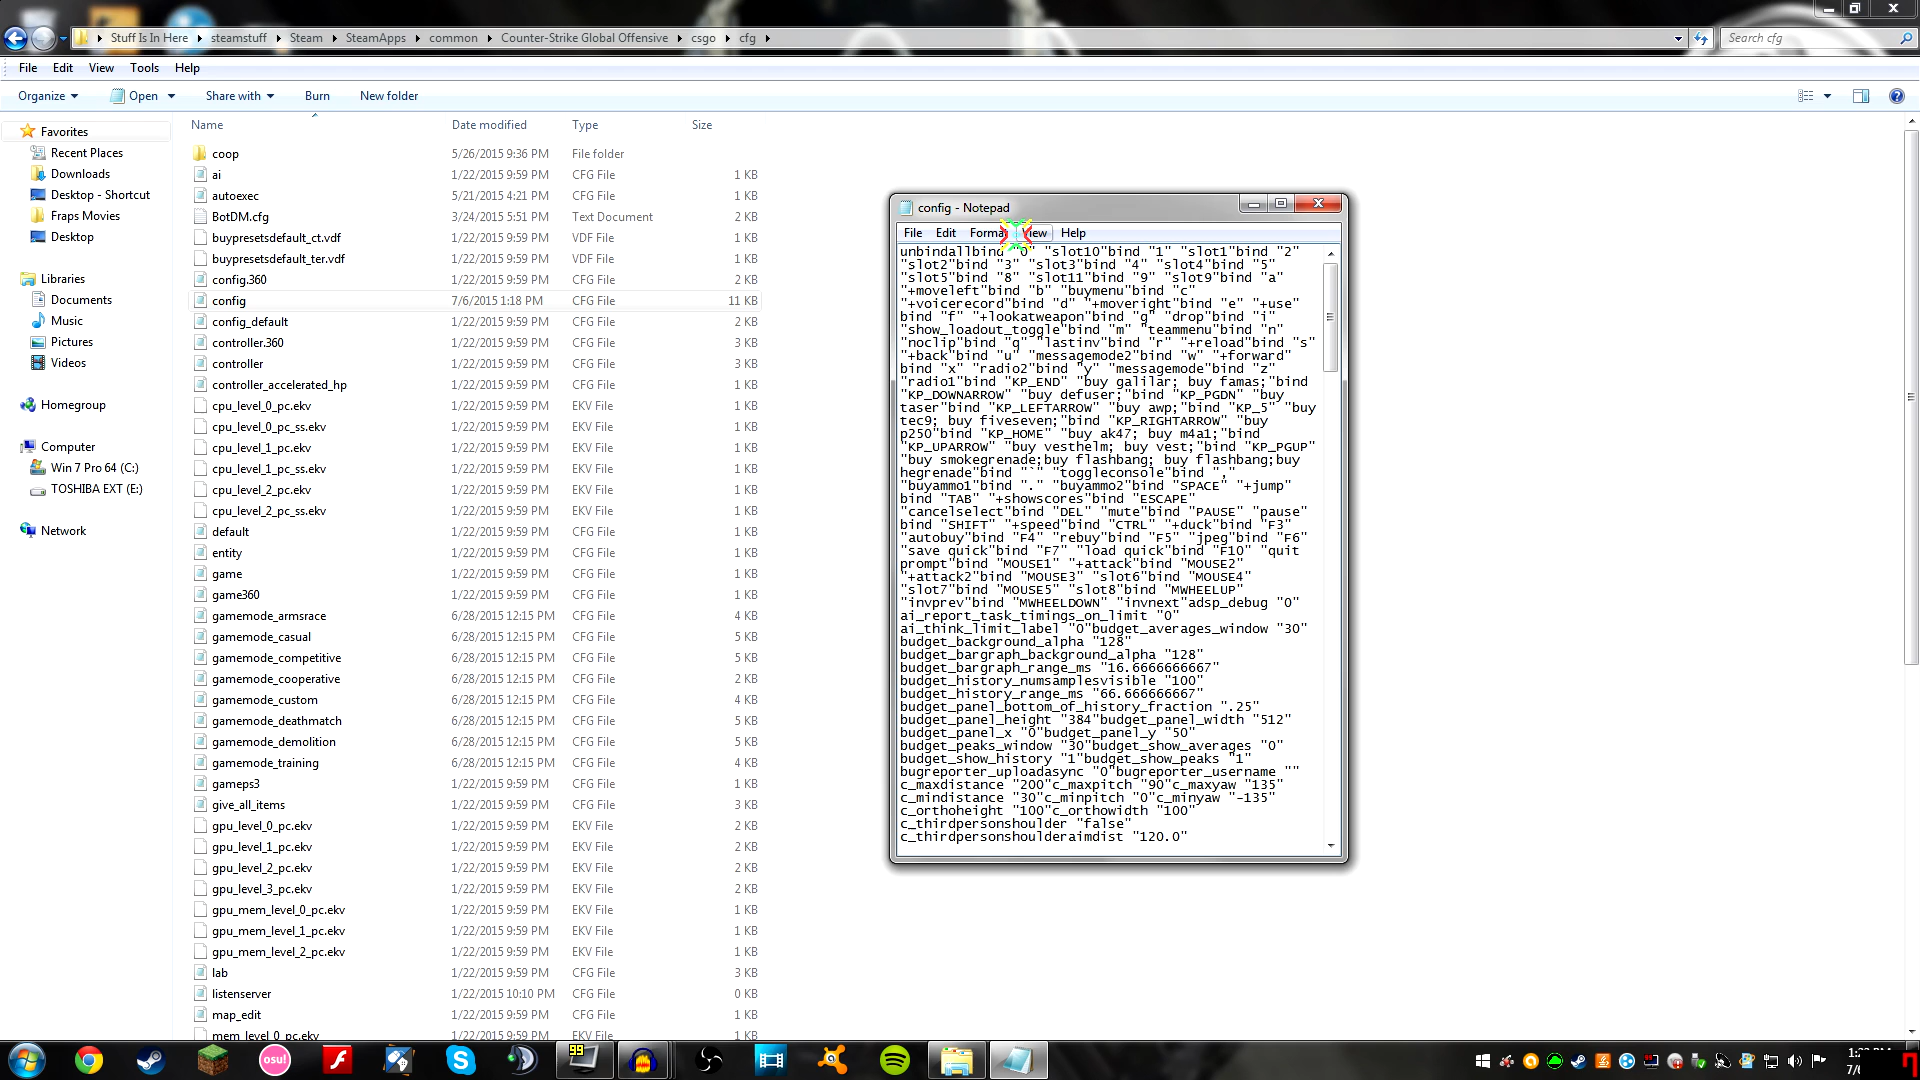 Stuff Is In Here
steamstuff
Steam
SteamApps
common
Counter-Strike Global Offensive
csgo
cfg
Search cfg
File Edit View Tools Help
Organize Open Share with Burn New folder
Name Date modified Type Size
Favorites
Recent Places
Downloads
Desktop - Shortcut
Fraps Movies
Desktop
Libraries
Documents
Music
Pictures
Videos
Homegroup
Computer
Win 7 Pro 64 (C:)
TOSHIBA EXT (E:)
Network
coop 5/26/2015 9:36 PM File folder
ai 1/22/2015 9:59 PM CFG File 1 KB
autoexec 5/21/2015 4:21 PM CFG File 1 KB
BotDM.cfg 3/24/2015 5:51 PM Text Document 2 KB
buypresetsdefault_ct.vdf 1/22/2015 9:59 PM VDF File 1 KB
buypresetsdefault_ter.vdf 1/22/2015 9:59 PM VDF File 1 KB
config.360 1/22/2015 9:59 PM CFG File 2 KB
config 7/6/2015 1:18 PM CFG File 11 KB
config_default 1/22/2015 9:59 PM CFG File 2 KB
controller.360 1/22/2015 9:59 PM CFG File 3 KB
controller 1/22/2015 9:59 PM CFG File 3 KB
controller_accelerated_hp 1/22/2015 9:59 PM CFG File 3 KB
cpu_level_0_pc.ekv 1/22/2015 9:59 PM EKV File 1 KB
cpu_level_0_pc_ss.ekv 1/22/2015 9:59 PM EKV File 1 KB
cpu_level_1_pc.ekv 1/22/2015 9:59 PM EKV File 1 KB
cpu_level_1_pc_ss.ekv 1/22/2015 9:59 PM EKV File 1 KB
cpu_level_2_pc.ekv 1/22/2015 9:59 PM EKV File 1 KB
cpu_level_2_pc_ss.ekv 1/22/2015 9:59 PM EKV File 1 KB
default 1/22/2015 9:59 PM CFG File 1 KB
entity 1/22/2015 9:59 PM CFG File 1 KB
game 1/22/2015 9:59 PM CFG File 1 KB
game360 1/22/2015 9:59 PM CFG File 1 KB
gamemode_armsrace 6/28/2015 12:15 PM CFG File 4 KB
gamemode_casual 6/28/2015 12:15 PM CFG File 5 KB
gamemode_competitive 6/28/2015 12:15 PM CFG File 5 KB
gamemode_cooperative 6/28/2015 12:15 PM CFG File 2 KB
gamemode_custom 6/28/2015 12:15 PM CFG File 4 KB
gamemode_deathmatch 6/28/2015 12:15 PM CFG File 5 KB
gamemode_demolition 6/28/2015 12:15 PM CFG File 5 KB
gamemode_training 6/28/2015 12:15 PM CFG File 4 KB
gameps3 1/22/2015 9:59 PM CFG File 1 KB
give_all_items 1/22/2015 9:59 PM CFG File 3 KB
gpu_level_0_pc.ekv 1/22/2015 9:59 PM EKV File 2 KB
gpu_level_1_pc.ekv 1/22/2015 9:59 PM EKV File 2 KB
gpu_level_2_pc.ekv 1/22/2015 9:59 PM EKV File 2 KB
gpu_level_3_pc.ekv 1/22/2015 9:59 PM EKV File 2 KB
gpu_mem_level_0_pc.ekv 1/22/2015 9:59 PM EKV File 1 KB
gpu_mem_level_1_pc.ekv 1/22/2015 9:59 PM EKV File 1 KB
gpu_mem_level_2_pc.ekv 1/22/2015 9:59 PM EKV File 1 KB
lab 1/22/2015 9:59 PM CFG File 3 KB
listenserver 1/22/2015 10:10 PM CFG File 0 KB
map_edit 1/22/2015 9:59 PM CFG File 1 KB
mem_level_0_pc.ekv 1/22/2015 9:59 PM EKV File 1 KB
config - Notepad
File Edit Format View Help
unbindallbind "0" "slot10"bind "1" "slot1"bind "2"
"slot2"bind "3" "slot3"bind "4" "slot4"bind "5"
"slot5"bind "8" "slot11"bind "9" "slot9"bind "a"
"+moveleft"bind "b" "buymenu"bind "c"
"+voicerecord"bind "d" "+moveright"bind "e" "+use"
bind "f" "+lookatweapon"bind "g" "drop"bind "i"
"show_loadout_toggle"bind "m" "teammenu"bind "n"
"noclip"bind "q" "lastinv"bind "r" "+reload"bind "s"
"+back"bind "u" "messagemode2"bind "w" "+forward"
bind "x" "radio2"bind "y" "messagemode"bind "z"
"radio1"bind "KP_END" "buy galilar; buy famas;"bind
"KP_DOWNARROW" "buy defuser;"bind "KP_PGDN" "buy
taser"bind "KP_LEFTARROW" "buy awp;"bind "KP_5" "buy
tec9; buy fiveseven;"bind "KP_RIGHTARROW" "buy
p250"bind "KP_HOME" "buy ak47; buy m4a1;"bind
"KP_UPARROW" "buy vesthelm; buy vest;"bind "KP_PGUP"
"buy smokegrenade;buy flashbang; buy flashbang;buy
hegrenade"bind "`" "toggleconsole"bind ","
"buyammo1"bind "." "buyammo2"bind "SPACE" "+jump"
bind "TAB" "+showscores"bind "ESCAPE"
"cancelselect"bind "DEL" "mute"bind "PAUSE" "pause"
bind "SHIFT" "+speed"bind "CTRL" "+duck"bind "F3"
"autobuy"bind "F4" "rebuy"bind "F5" "jpeg"bind "F6"
"save quick"bind "F7" "load quick"bind "F10" "quit
prompt"bind "MOUSE1" "+attack"bind "MOUSE2"
"+attack2"bind "MOUSE3" "slot6"bind "MOUSE4"
"slot7"bind "MOUSE5" "slot8"bind "MWHEELUP"
"invprev"bind "MWHEELDOWN" "invnext"adsp_debug "0"
ai_report_task_timings_on_limit "0"
ai_think_limit_label "0"budget_averages_window "30"
budget_background_alpha "128"
budget_bargraph_background_alpha "128"
budget_bargraph_range_ms "16.6666666667"
budget_history_numsamplesvisible "100"
budget_history_range_ms "66.666666667"
budget_panel_bottom_of_history_fraction ".25"
budget_panel_height "384"budget_panel_width "512"
budget_panel_x "0"budget_panel_y "50"
budget_peaks_window "30"budget_show_averages "0"
budget_show_history "1"budget_show_peaks "1"
bugreporter_uploadasync "0"bugreporter_username ""
c_maxdistance "200"c_maxpitch "90"c_maxyaw "135"
c_mindistance "30"c_minpitch "0"c_minyaw "-135"
c_orthoheight "100"c_orthowidth "100"
c_thirdpersonshoulder "false"
c_thirdpersonshoulderaimdist "120.0"
osu!
99